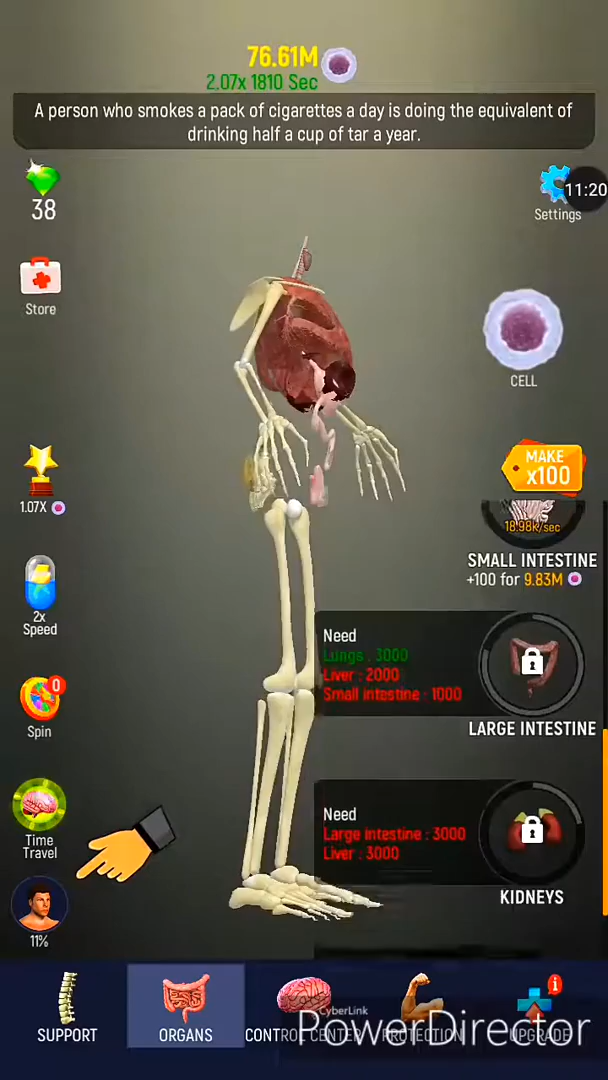 76.61M
2.07x 1810 Sec
A person who smokes a pack of cigarettes a day is doing the equivalent of
drinking half a cup of tar a year.
38
11:20
Settings
Store
CELL
MAKE
x100
1.07X
18.98k/sec
SMALL INTESTINE
+100 for 9.83M
2x
Speed
Need
Lungs : 3000
Liver : 2000
Small intestine : 1000
LARGE INTESTINE
0
Spin
Need
Large intestine : 3000
Liver : 3000
KIDNEYS
Time
Travel
11%
SUPPORT
ORGANS
CONTROL CENTER
PROTECTION
UPGRADE
CyberLink
PowerDirector